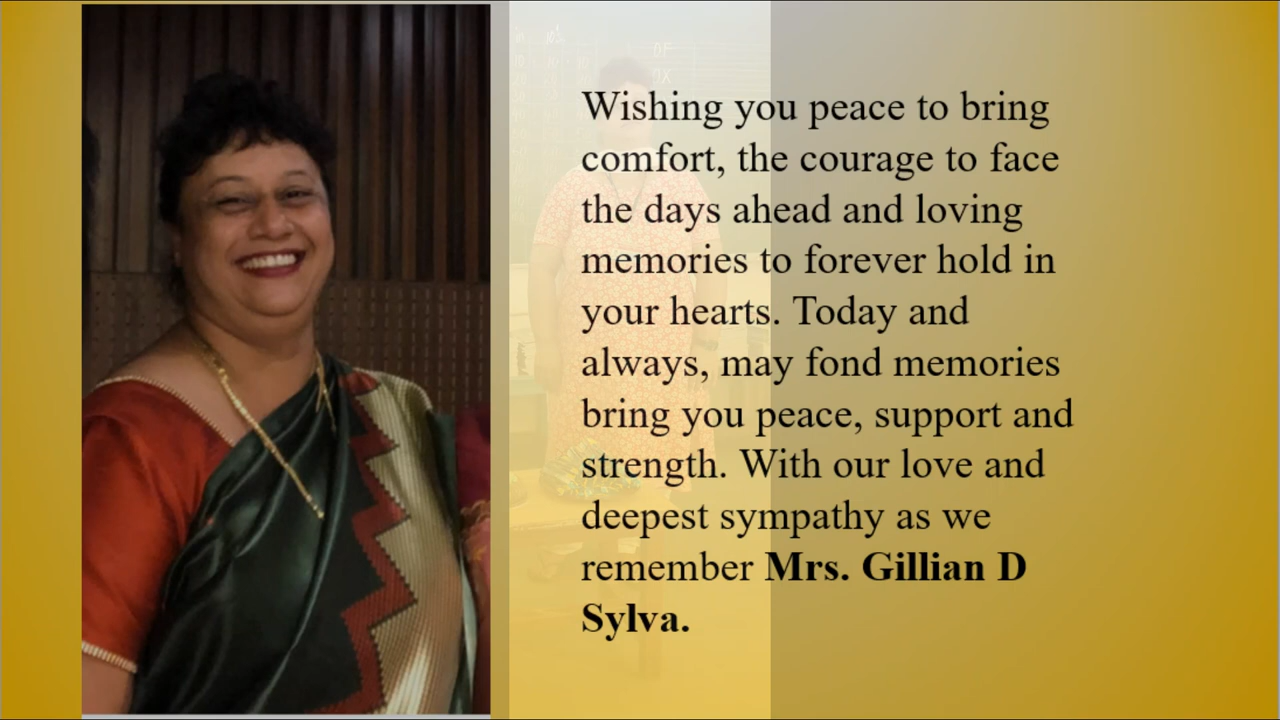 Wishing you peace to bring
comfort, the courage to face
the days ahead and loving
memories to forever hold in
your hearts. Today and
always, may fond memories
bring you peace, support and
strength. With our love and
deepest sympathy as we
remember Mrs. Gillian D
Sylva.